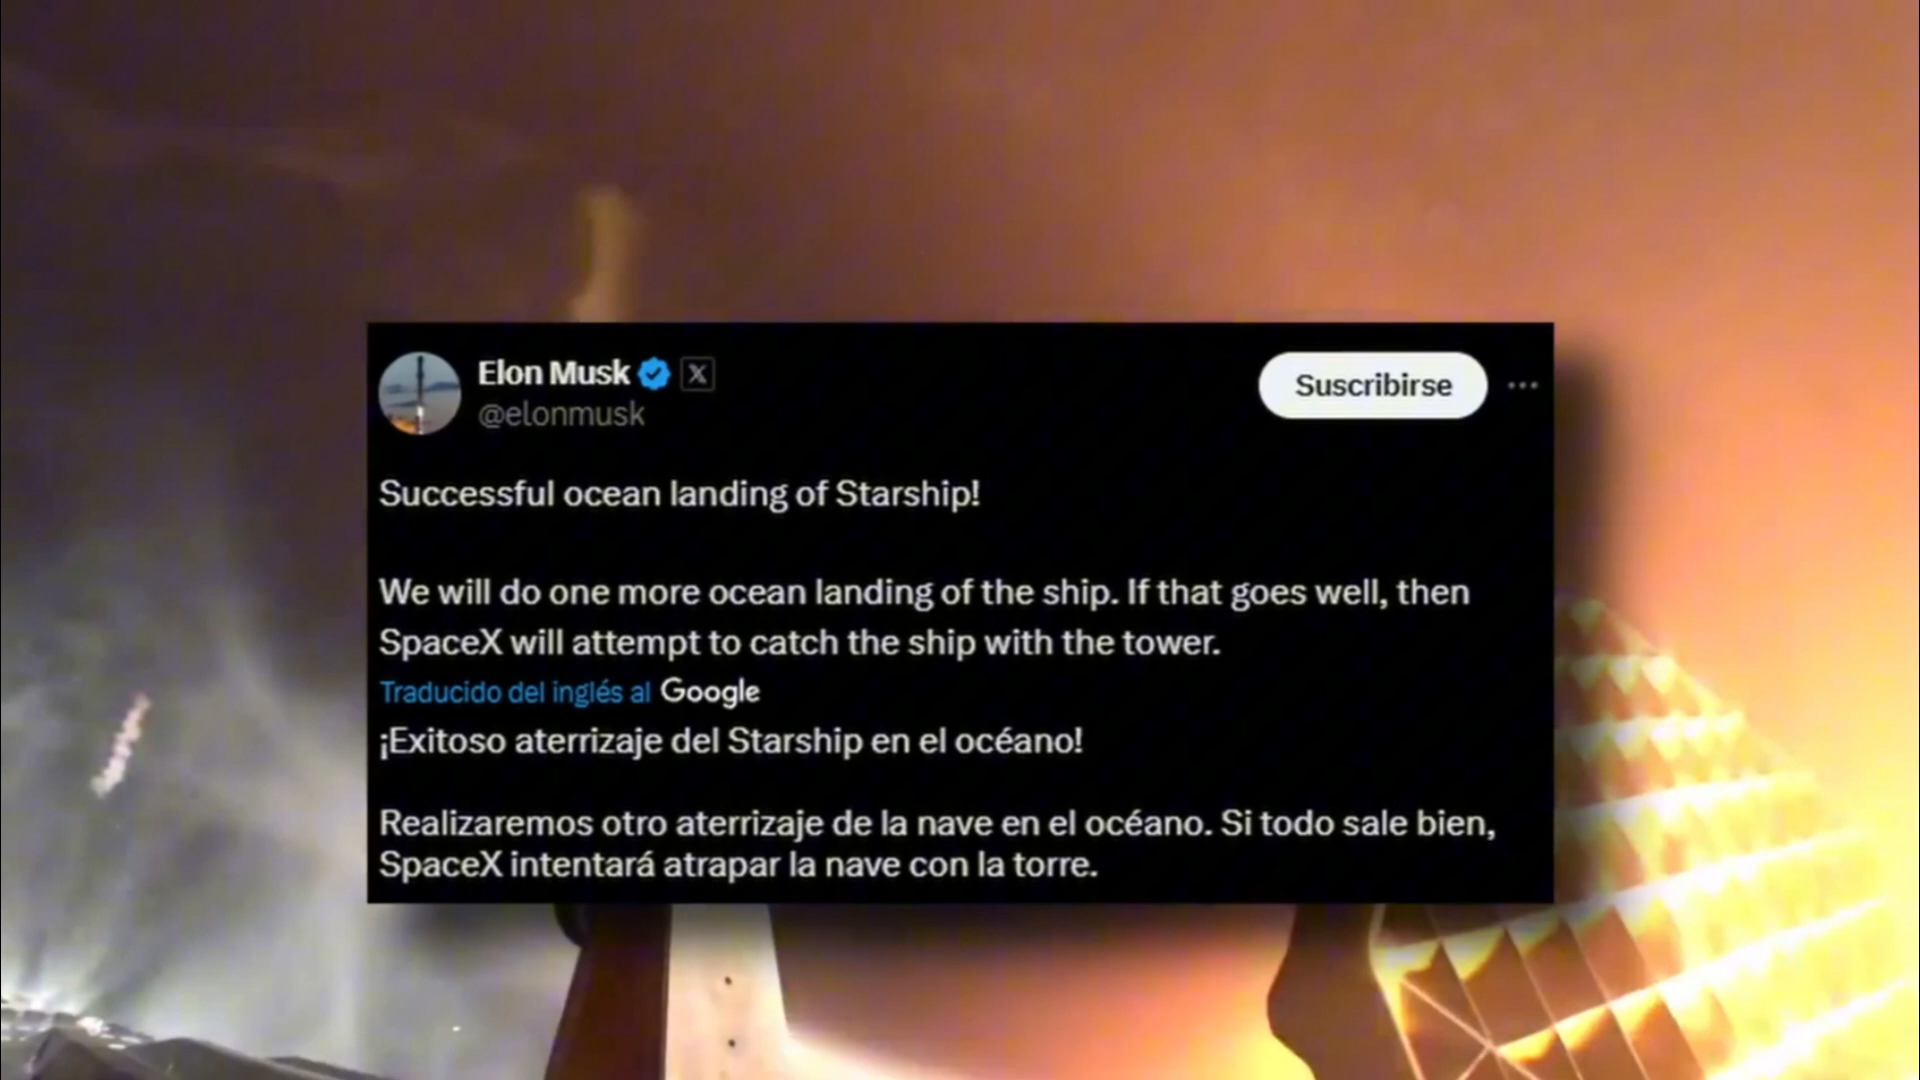 Elon Musk
@elonmusk
Suscribirse
Successful ocean landing of Starship!
We will do one more ocean landing of the ship. If that goes well, then
SpaceX will attempt to catch the ship with the tower.
Traducido del inglés al Google
¡Exitoso aterrizaje del Starship en el océano!
Realizaremos otro aterrizaje de la nave en el océano. Si todo sale bien,
SpaceX intentará atrapar la nave con la torre.